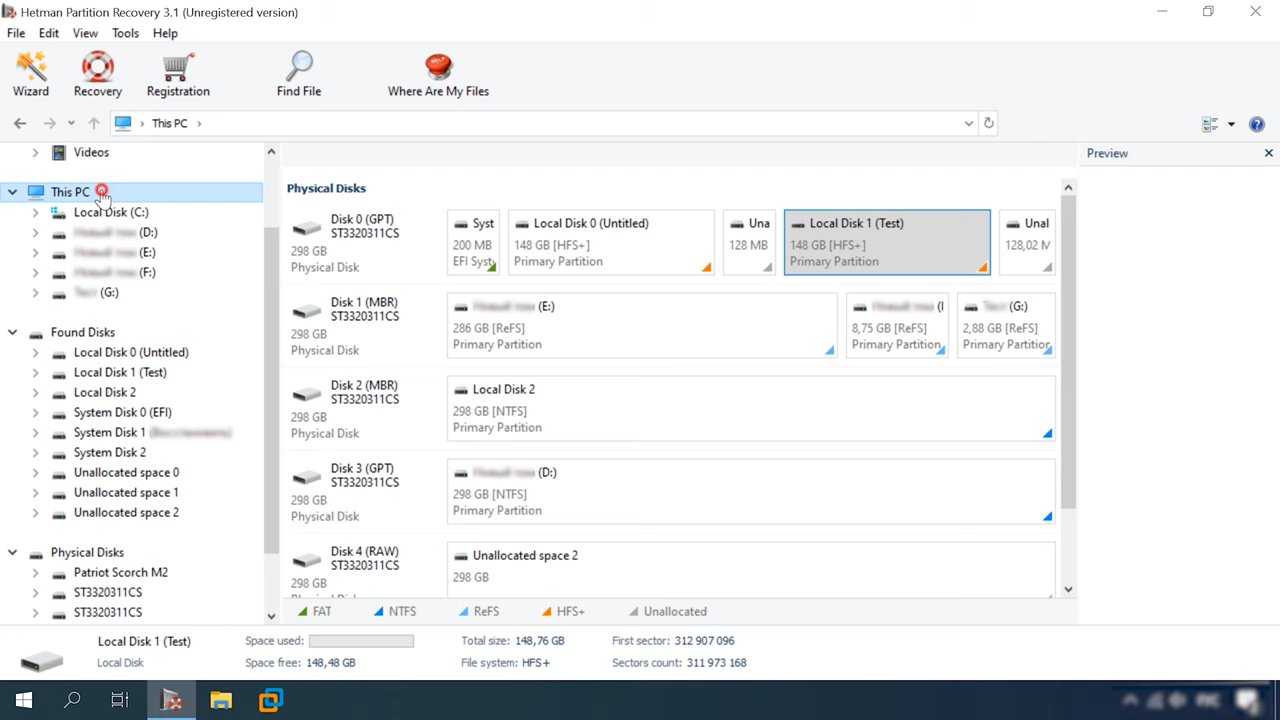 Hetman Partition Recovery 3.1 (Unregistered version)
File Edit View Tools Help
Wizard Recovery Registration Find File Where Are My Files
This PC
Videos
This PC
Local Disk (C:)
(D:)
(E:)
(F:)
(G:)
Found Disks
Local Disk 0 (Untitled)
Local Disk 1 (Test)
Local Disk 2
System Disk 0 (EFI)
System Disk 1
System Disk 2
Unallocated space 0
Unallocated space 1
Unallocated space 2
Physical Disks
Patriot Scorch M2
ST3320311CS
ST3320311CS
Physical Disks
Disk 0 (GPT)
ST3320311CS
298 GB
Physical Disk
Syst
200 MB
EFI Syst
Local Disk 0 (Untitled)
148 GB [HFS+]
Primary Partition
Una
128 MB
Local Disk 1 (Test)
148 GB [HFS+]
Primary Partition
Unal
128,02 M
Disk 1 (MBR)
ST3320311CS
298 GB
Physical Disk
(E:)
286 GB [ReFS]
Primary Partition
(I
8,75 GB [ReFS]
Primary Partition
(G:)
2,88 GB [ReFS]
Primary Partition
Disk 2 (MBR)
ST3320311CS
298 GB
Physical Disk
Local Disk 2
298 GB [NTFS]
Primary Partition
Disk 3 (GPT)
ST3320311CS
298 GB
Physical Disk
(D:)
298 GB [NTFS]
Primary Partition
Disk 4 (RAW)
ST3320311CS
298 GB
Physical Disk
Unallocated space 2
298 GB
FAT NTFS ReFS HFS+ Unallocated
Preview
Local Disk 1 (Test)
Local Disk
Space used:
Space free: 148,48 GB
Total size: 148,76 GB
File system: HFS+
First sector: 312 907 096
Sectors count: 311 973 168